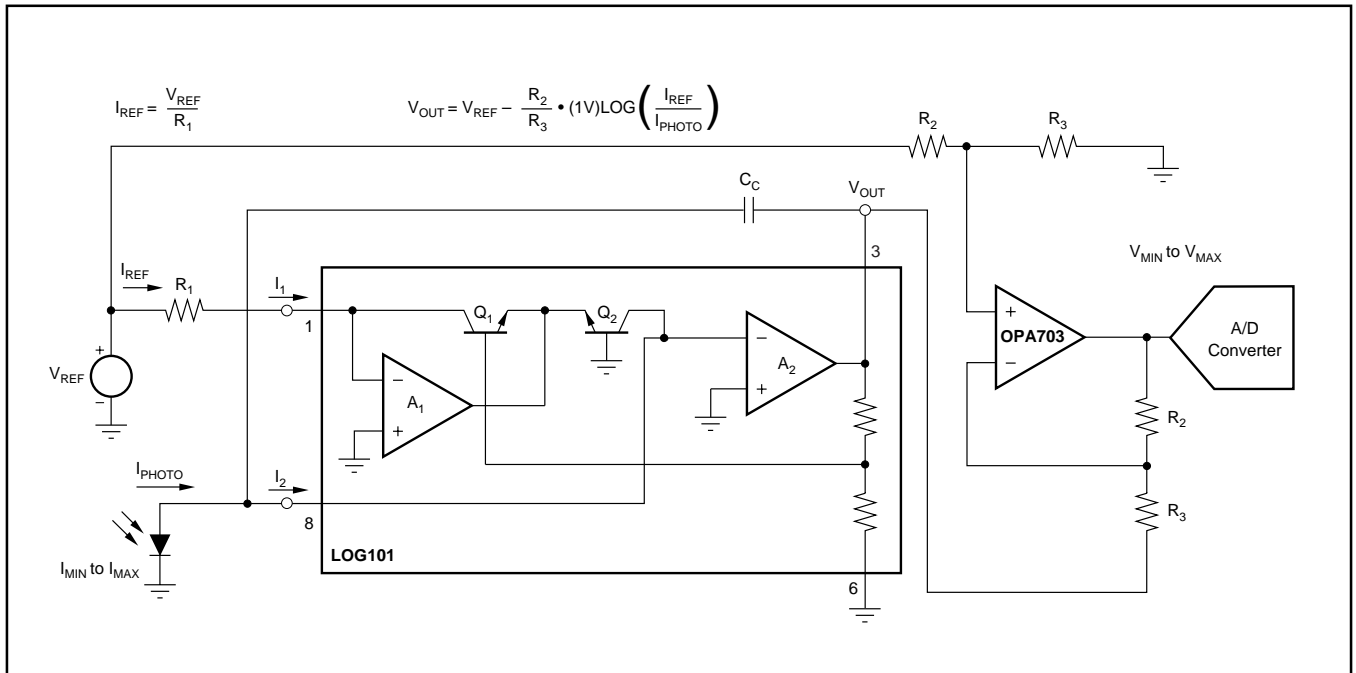 I_REF = V_REF / R_1
V_OUT = V_REF − R_2 / R_3 • (1V)LOG(I_REF / I_PHOTO)
R_2
R_3
C_C
V_OUT
3
V_MIN to V_MAX
I_REF
R_1
I_1
1
Q_1
Q_2
+
OPA703
−
A/D
Converter
+
V_REF
−
−
A_1
+
−
A_2
+
R_2
I_PHOTO
I_2
8
R_3
I_MIN to I_MAX
LOG101
6